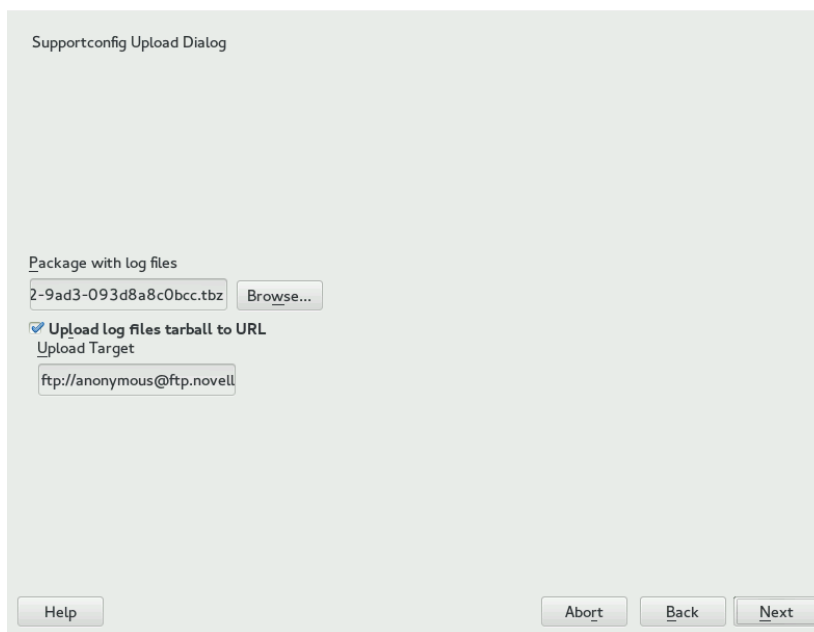 Supportconfig Upload Dialog
Package with log files
2-9ad3-093d8a8c0bcc.tbz Browse...
Upload log files tarball to URL
Upload Target
ftp://anonymous@ftp.novell
Help Abort Back Next